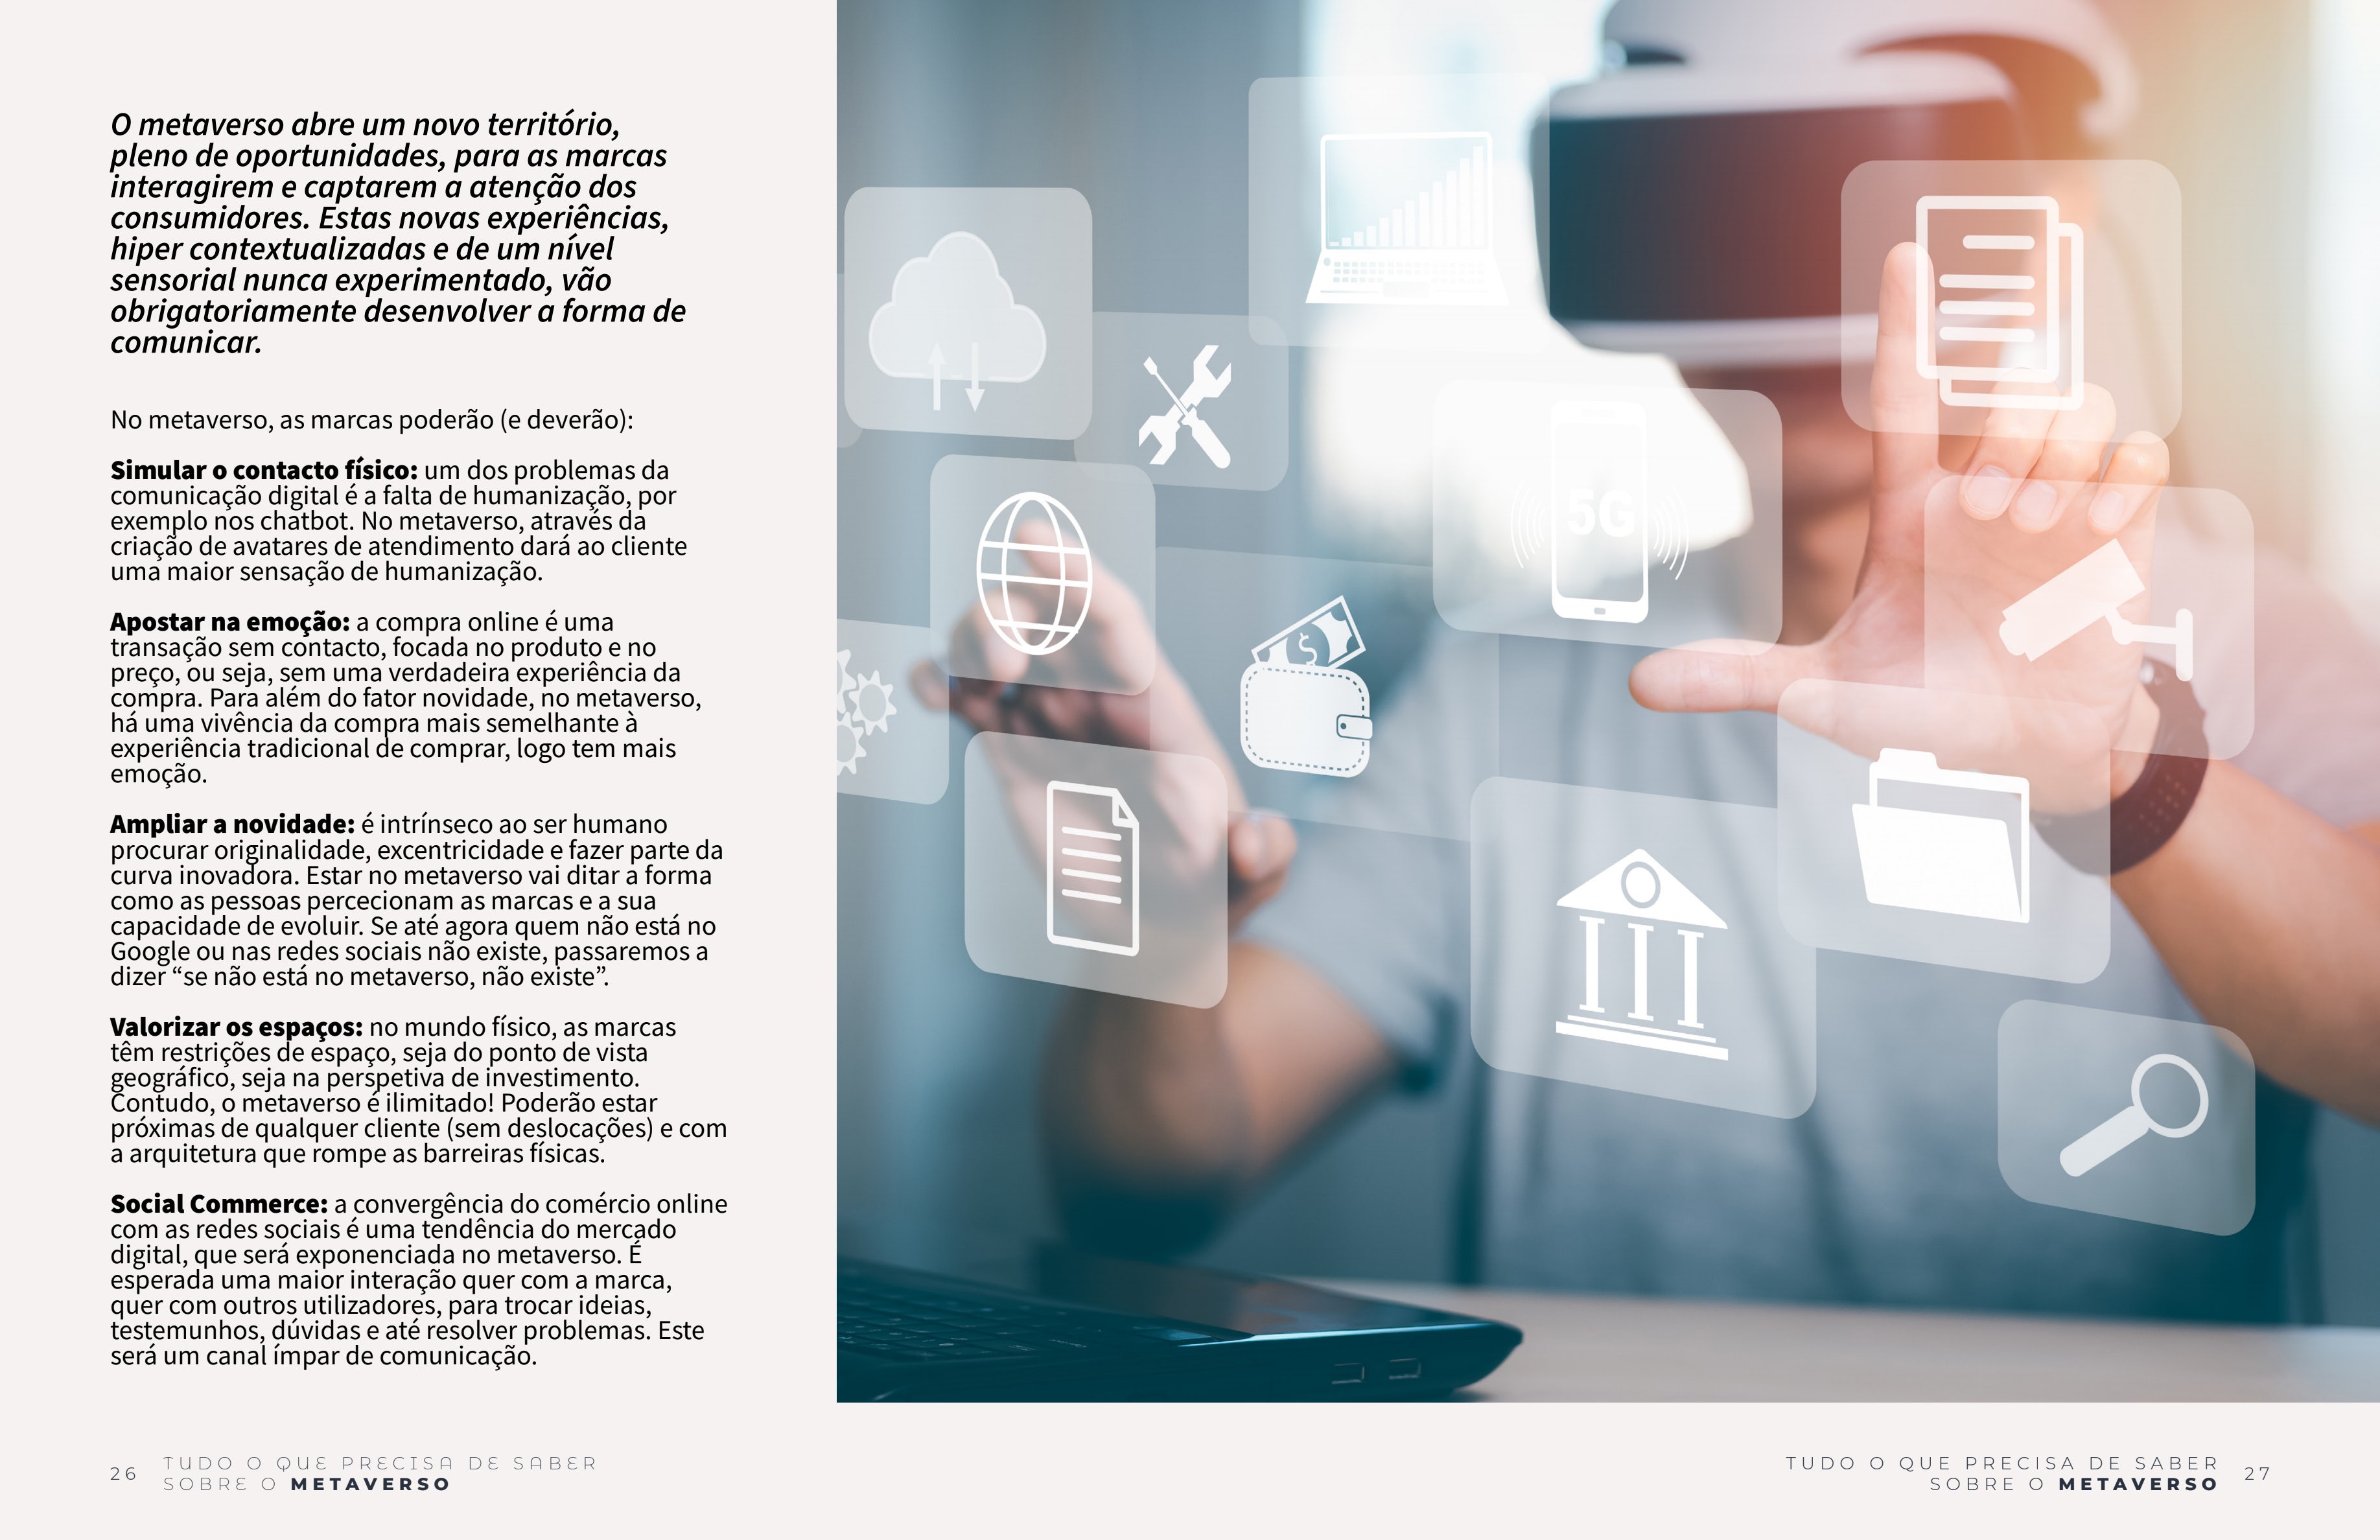 O metaverso abre um novo território,
pleno de oportunidades, para as marcas
interagirem e captarem a atenção dos
consumidores. Estas novas experiências,
hiper contextualizadas e de um nível
sensorial nunca experimentado, vão
obrigatoriamente desenvolver a forma de
comunicar.
No metaverso, as marcas poderão (e deverão):
Simular o contacto físico: um dos problemas da
comunicação digital é a falta de humanização, por
exemplo nos chatbot. No metaverso, através da
criação de avatares de atendimento dará ao cliente
uma maior sensação de humanização.
Apostar na emoção: a compra online é uma
transação sem contacto, focada no produto e no
preço, ou seja, sem uma verdadeira experiência da
compra. Para além do fator novidade, no metaverso,
há uma vivência da compra mais semelhante à
experiência tradicional de comprar, logo tem mais
emoção.
Ampliar a novidade: é intrínseco ao ser humano
procurar originalidade, excentricidade e fazer parte da
curva inovadora. Estar no metaverso vai ditar a forma
como as pessoas percecionam as marcas e a sua
capacidade de evoluir. Se até agora quem não está no
Google ou nas redes sociais não existe, passaremos a
dizer “se não está no metaverso, não existe”.
Valorizar os espaços: no mundo físico, as marcas
têm restrições de espaço, seja do ponto de vista
geográfico, seja na perspetiva de investimento.
Contudo, o metaverso é ilimitado! Poderão estar
próximas de qualquer cliente (sem deslocações) e com
a arquitetura que rompe as barreiras físicas.
Social Commerce: a convergência do comércio online
com as redes sociais é uma tendência do mercado
digital, que será exponenciada no metaverso. É
esperada uma maior interação quer com a marca,
quer com outros utilizadores, para trocar ideias,
testemunhos, dúvidas e até resolver problemas. Este
será um canal ímpar de comunicação.
5G
$
26 TUDO O QUE PRECISA DE SABER
SOBRE O METAVERSO
TUDO O QUE PRECISA DE SABER
SOBRE O METAVERSO 27